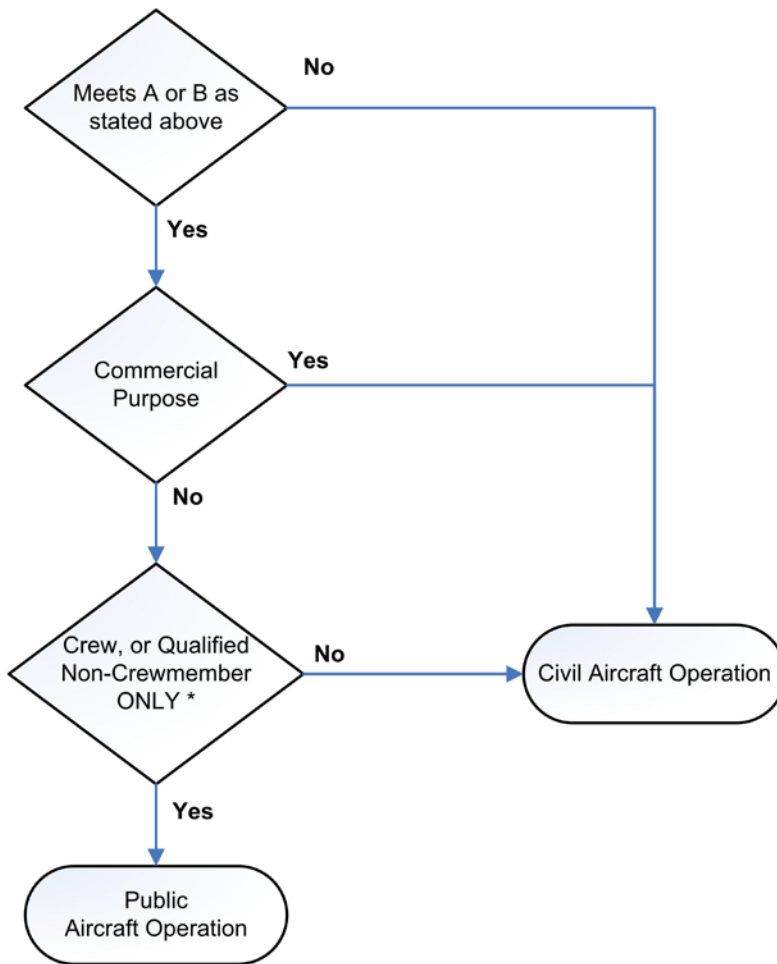 No
Meets A or B as
stated above
Yes
Commercial
Purpose
Yes
No
Crew, or Qualified
Non-Crewmember
ONLY *
No
Civil Aircraft Operation
Yes
Public
Aircraft Operation